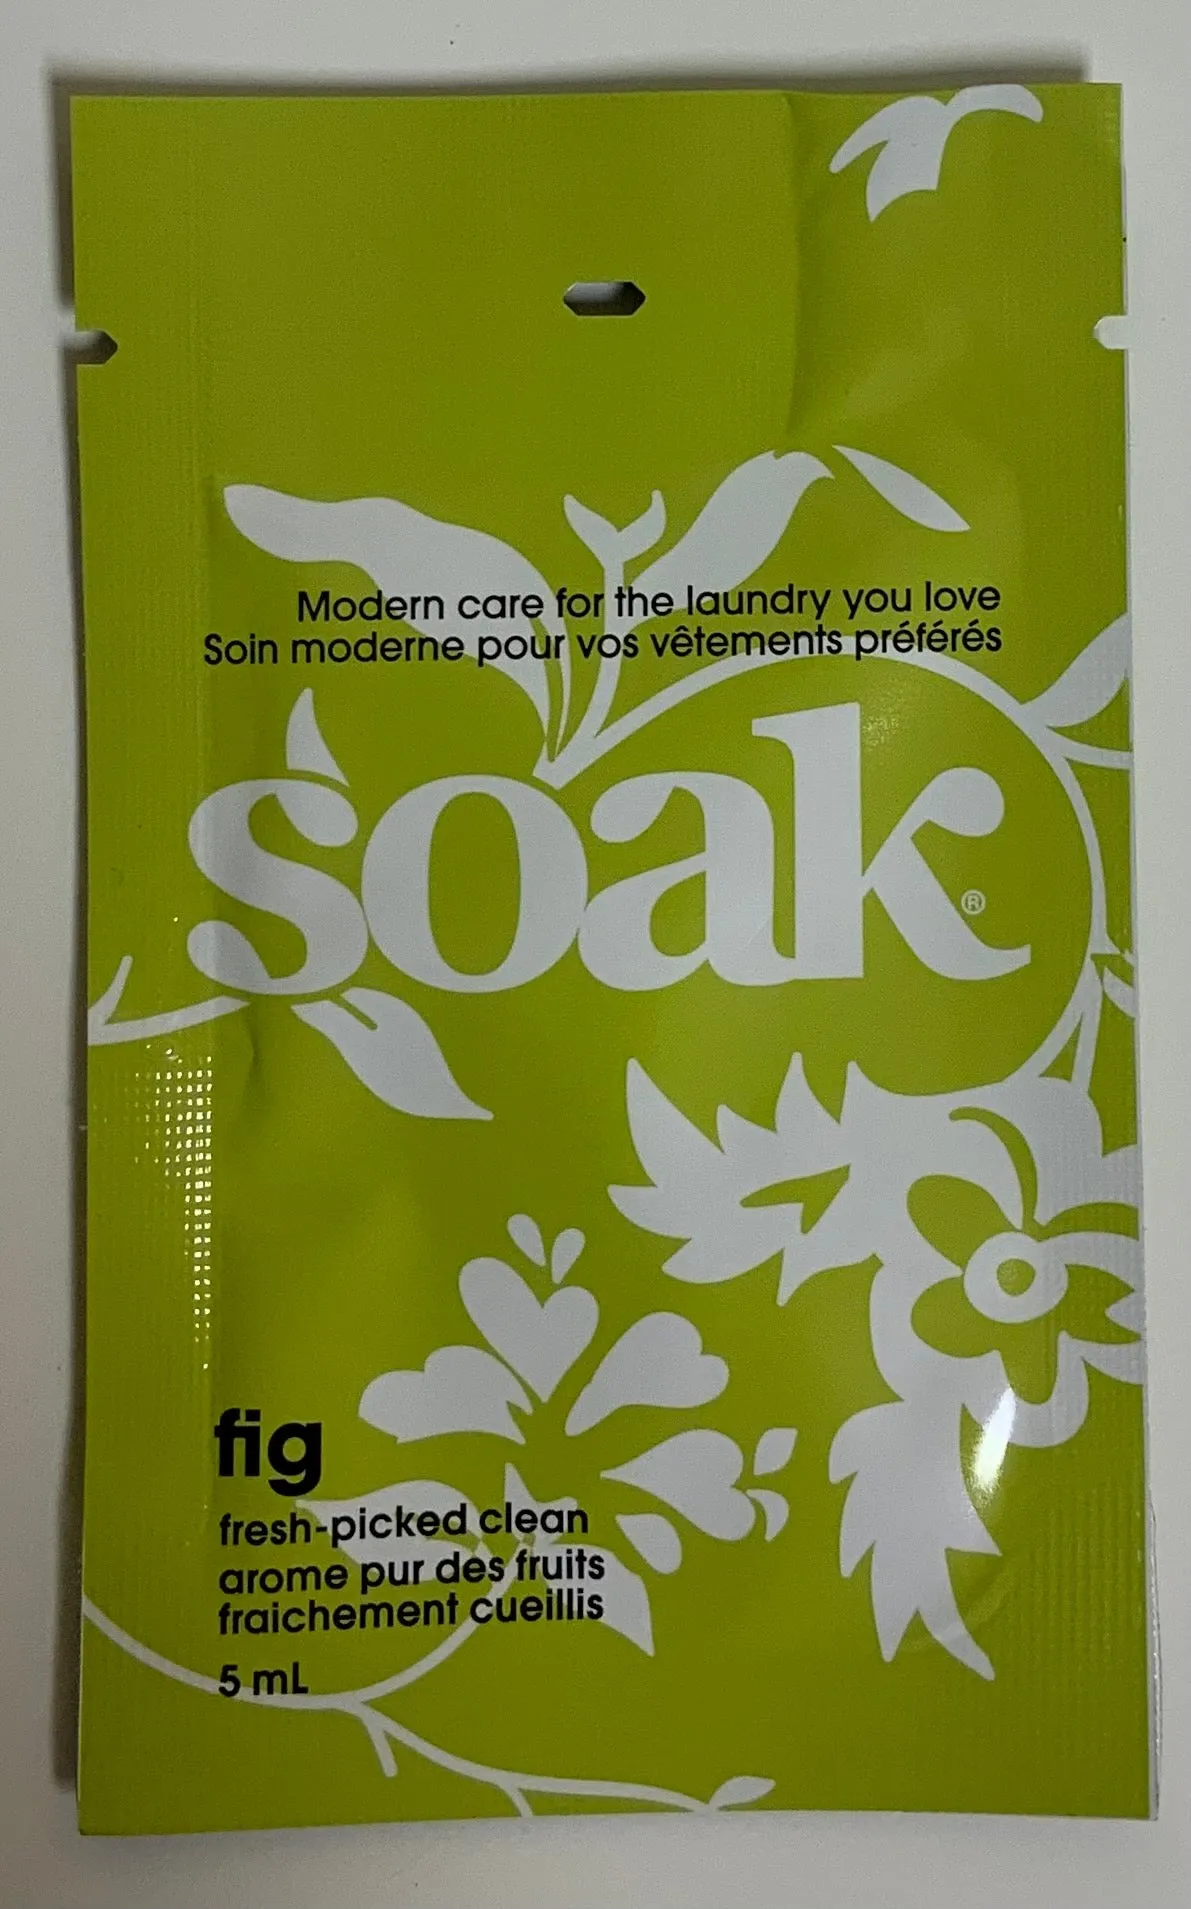 Modern care for the laundry you love
Soin moderne pour vos vêtements préférés
soak®
fig
fresh-picked clean
arome pur des fruits
fraichement cueillis
5 mL